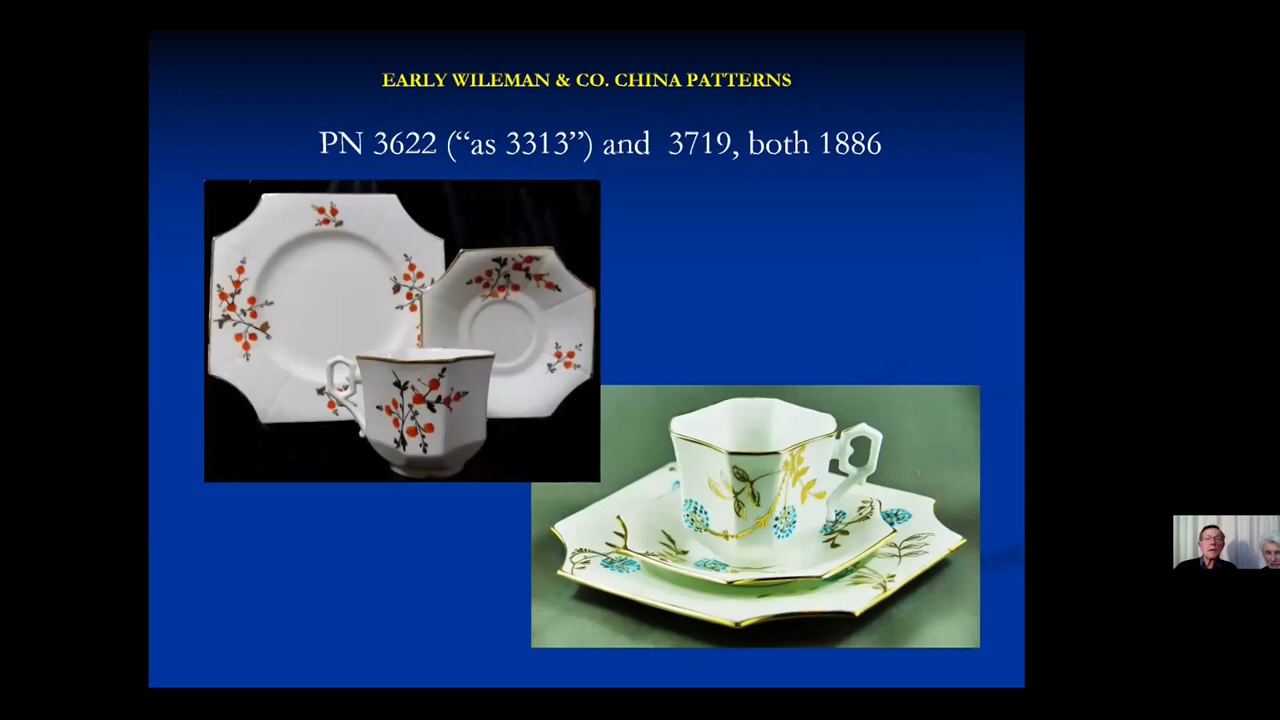 EARLY WILEMAN & CO. CHINA PATTERNS
PN 3622 (“as 3313”) and 3719, both 1886